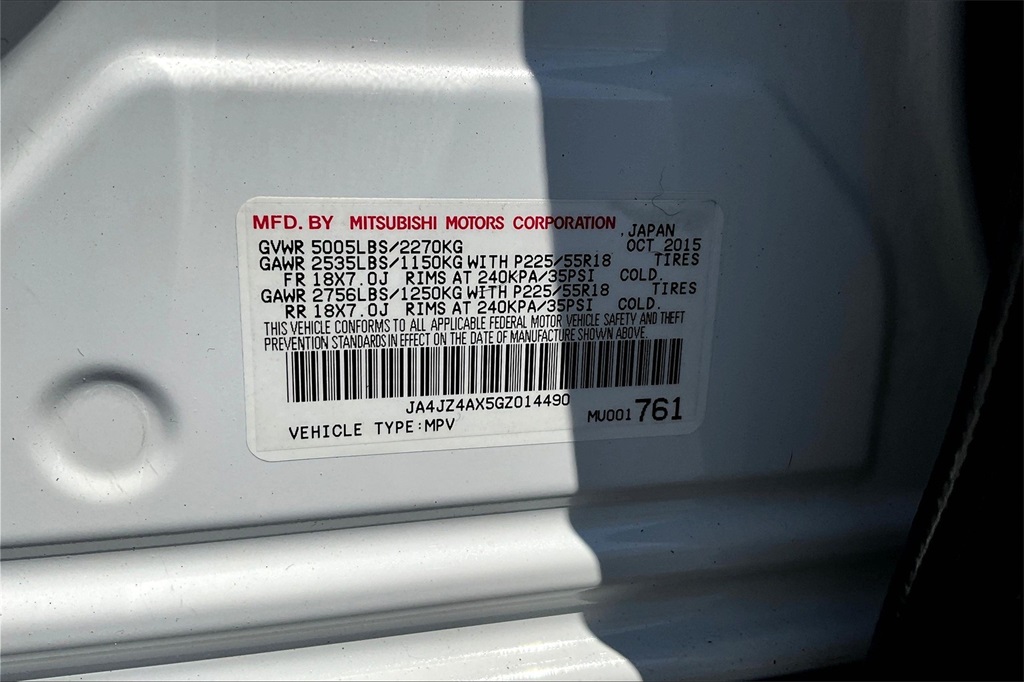 MFD. BY MITSUBISHI MOTORS CORPORATION, JAPAN
GVWR 5005LBS/2270KG OCT 2015
GAWR 2535LBS/1150KG WITH P225/55R18 TIRES
FR 18X7.0J RIMS AT 240KPA/35PSI COLD.
GAWR 2756LBS/1250KG WITH P225/55R18 TIRES
RR 18X7.0J RIMS AT 240KPA/35PSI COLD.
THIS VEHICLE CONFORMS TO ALL APPLICABLE FEDERAL MOTOR VEHICLE SAFETY AND THEFT
PREVENTION STANDARDS IN EFFECT ON THE DATE OF MANUFACTURE SHOWN ABOVE.
JA4JZ4AX5GZ014490
MU001 761
VEHICLE TYPE:MPV